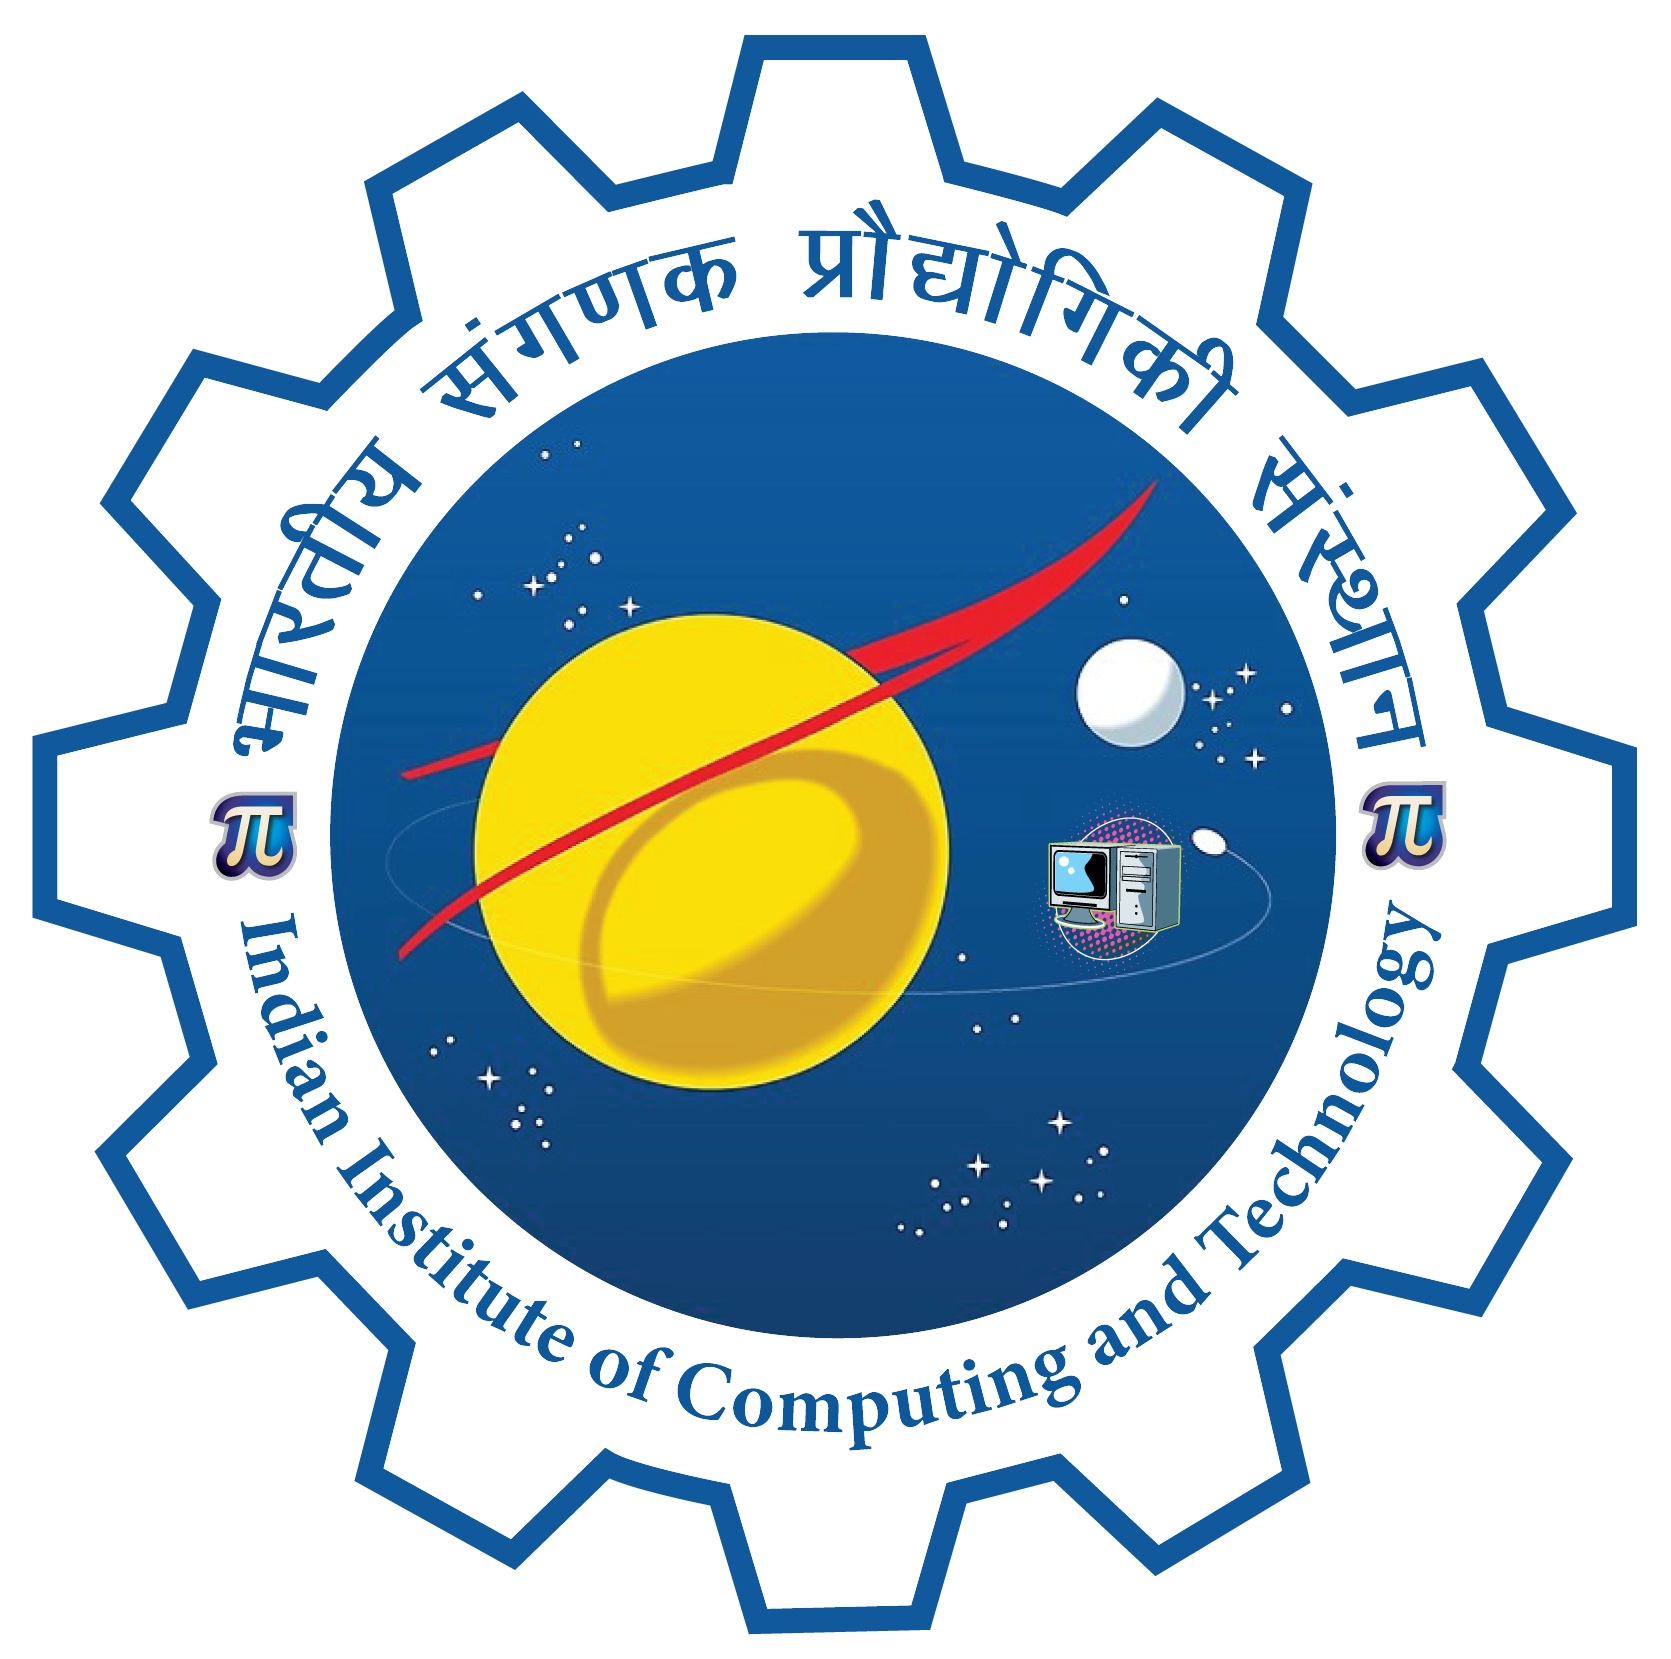 भारतीय संगणक प्रौद्योगिकी संस्थान
π
π
Indian Institute of Computing and Technology